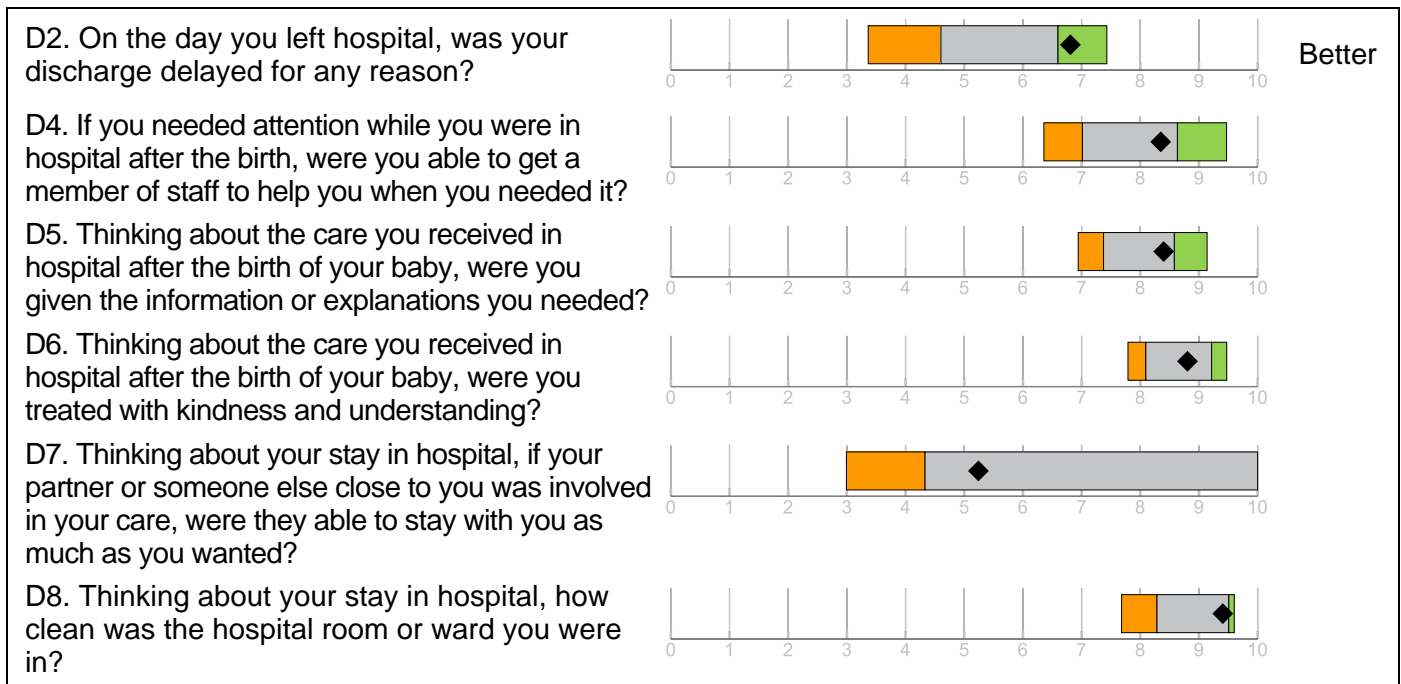 D2. On the day you left hospital, was your
discharge delayed for any reason?
0 1 2 3 4 5 6 7 8 9 10
Better
D4. If you needed attention while you were in
hospital after the birth, were you able to get a
member of staff to help you when you needed it?
0 1 2 3 4 5 6 7 8 9 10
D5. Thinking about the care you received in
hospital after the birth of your baby, were you
given the information or explanations you needed?
0 1 2 3 4 5 6 7 8 9 10
D6. Thinking about the care you received in
hospital after the birth of your baby, were you
treated with kindness and understanding?
0 1 2 3 4 5 6 7 8 9 10
D7. Thinking about your stay in hospital, if your
partner or someone else close to you was involved
in your care, were they able to stay with you as
much as you wanted?
0 1 2 3 4 5 6 7 8 9 10
D8. Thinking about your stay in hospital, how
clean was the hospital room or ward you were
in?
0 1 2 3 4 5 6 7 8 9 10